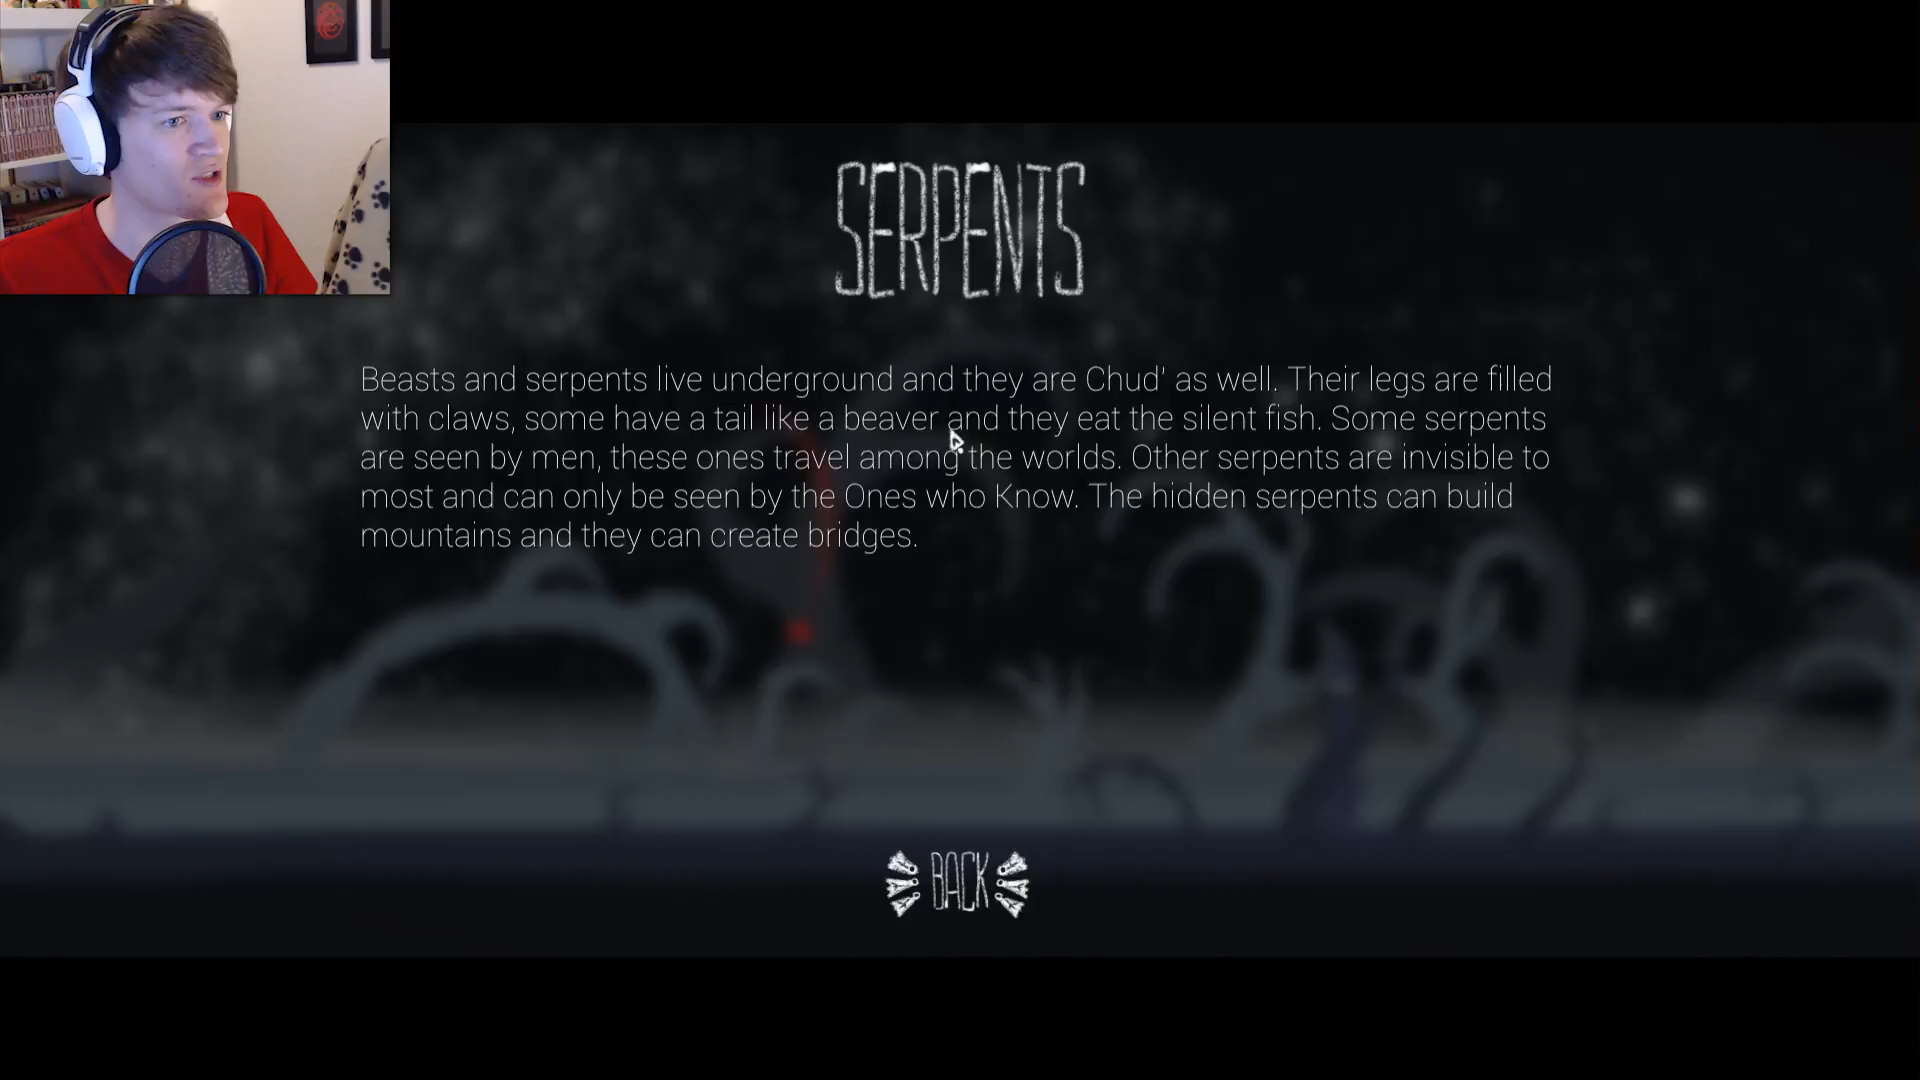 SERPENTS
Beasts and serpents live underground and they are Chud' as well. Their legs are filled
with claws, some have a tail like a beaver and they eat the silent fish. Some serpents
are seen by men, these ones travel among the worlds. Other serpents are invisible to
most and can only be seen by the Ones who Know. The hidden serpents can build
mountains and they can create bridges.
BACK